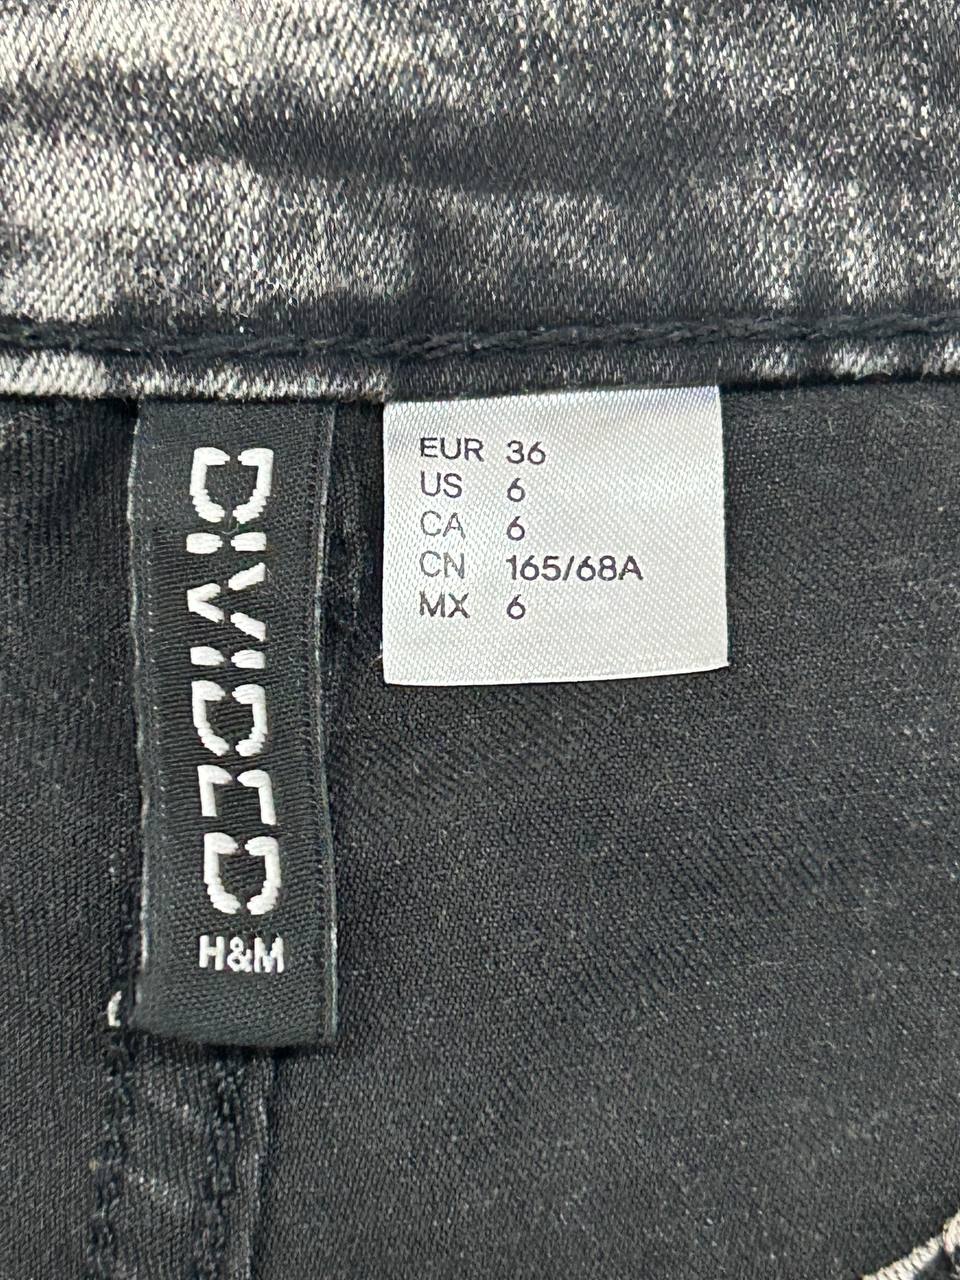 DIVIDED
H&M
EUR 36
US 6
CA 6
CN 165/68A
MX 6